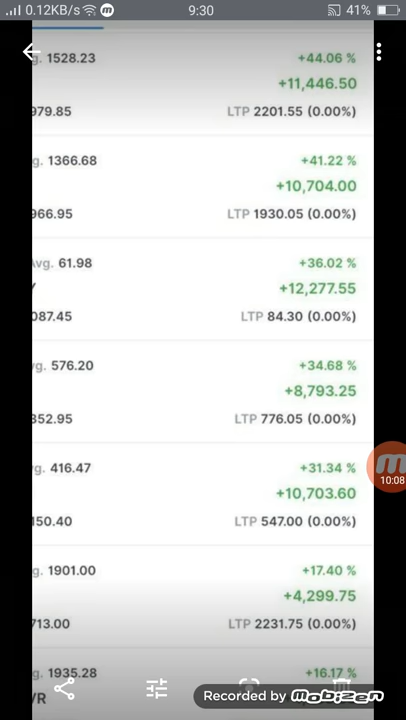 0.12KB/s 9:30 41%
g. 1528.23 +44.06 %
+11,446.50
979.85 LTP 2201.55 (0.00%)
g. 1366.68 +41.22 %
+10,704.00
966.95 LTP 1930.05 (0.00%)
Avg. 61.98 +36.02 %
+12,277.55
087.45 LTP 84.30 (0.00%)
vg. 576.20 +34.68 %
+8,793.25
352.95 LTP 776.05 (0.00%)
vg. 416.47 +31.34 %
+10,703.60
150.40 LTP 547.00 (0.00%)
10:08
g. 1901.00 +17.40 %
+4,299.75
713.00 LTP 2231.75 (0.00%)
g. 1935.28 +16.17 %
VR
Recorded by Mobizen